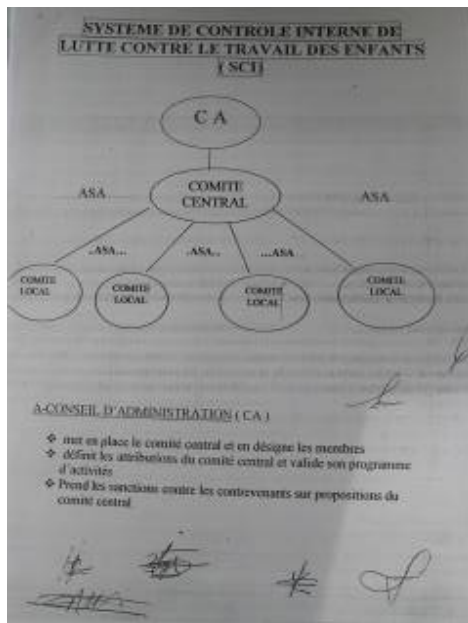 SYSTEME DE CONTROLE INTERNE DE
LUTTE CONTRE LE TRAVAIL DES ENFANTS
( SCI)
C A
COMITE
CENTRAL
ASA
ASA
..ASA...
..ASA..
...ASA
COMITE
LOCAL
COMITE
LOCAL
COMITE
LOCAL
COMITE
LOCAL
A-CONSEIL D'ADMINISTRATION ( CA )
❖ met en place le comité central et en désigne les membres
❖ définit les attributions du comité central et valide son programme
d'activités
❖ Prend les sanctions contre les contrevenants sur propositions du
comité central